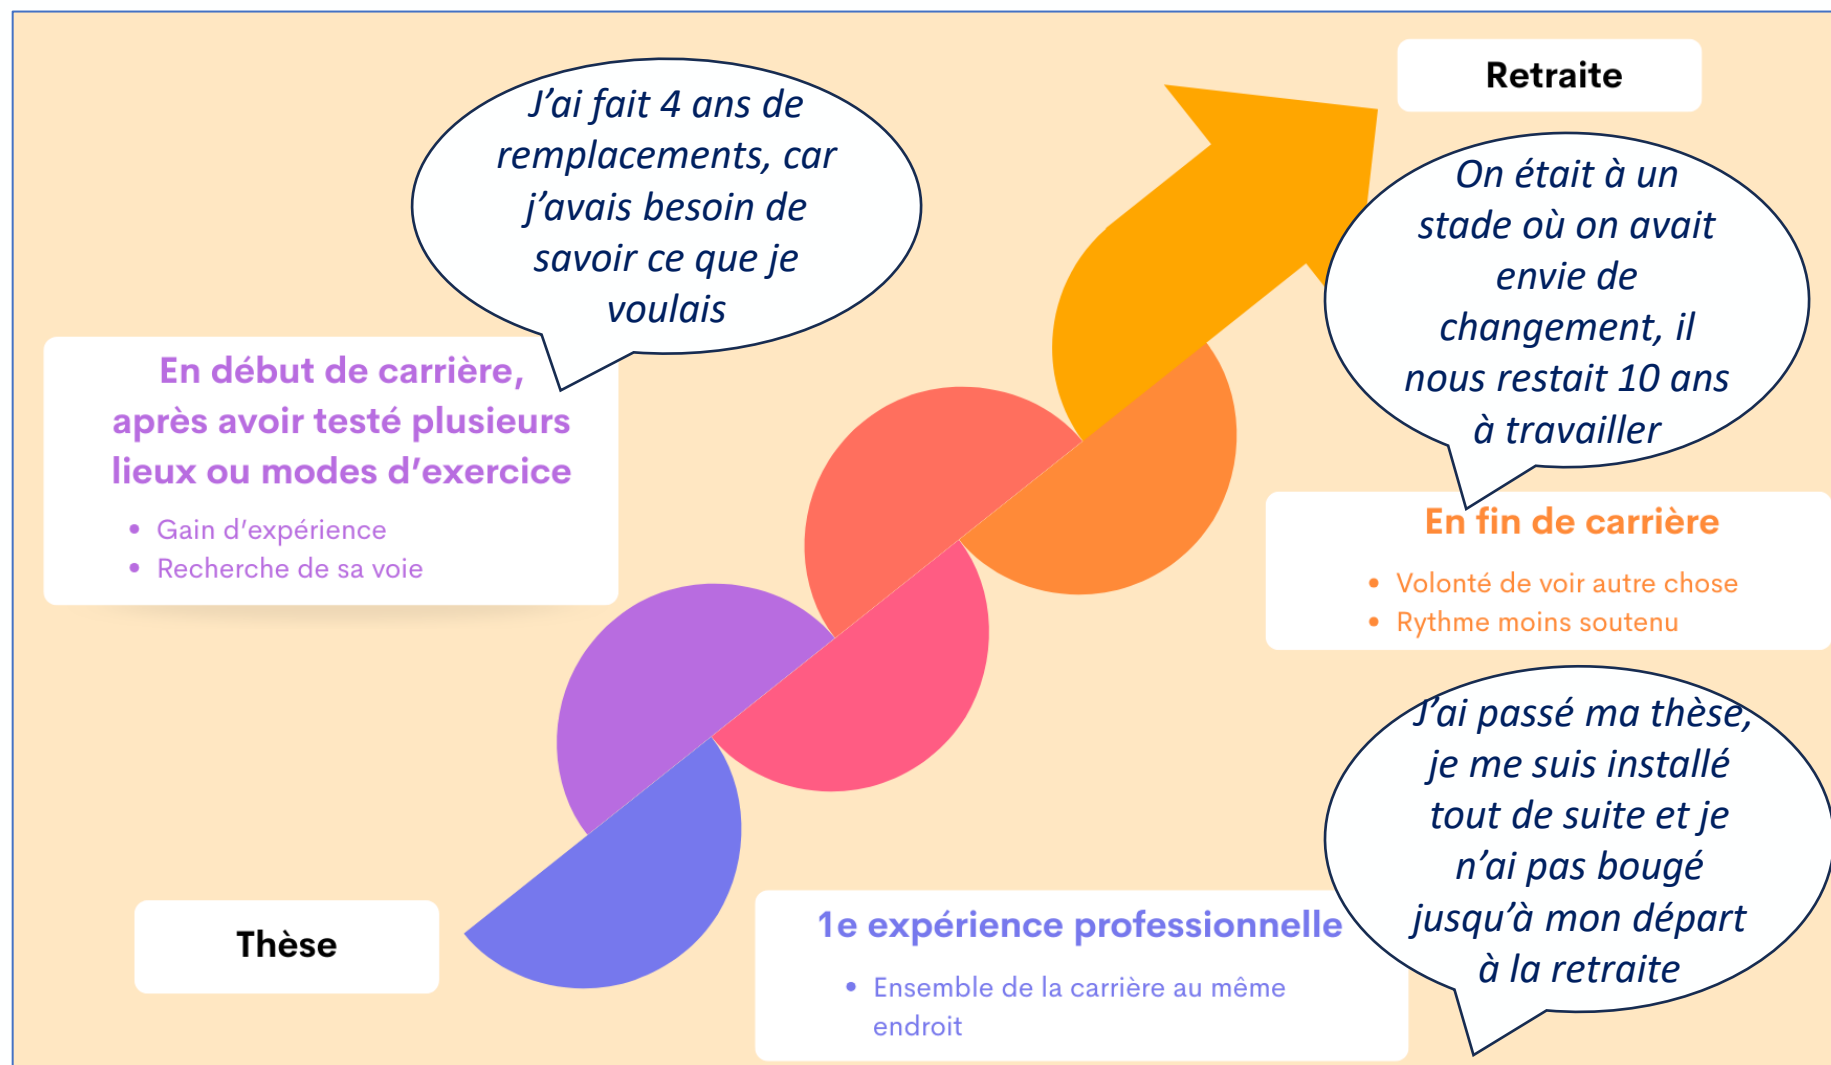 Retraite
J’ai fait 4 ans de
remplacements, car
j’avais besoin de
savoir ce que je
voulais
On était à un
stade où on avait
envie de
changement, il
nous restait 10 ans
à travailler
En début de carrière,
après avoir testé plusieurs
lieux ou modes d’exercice
• Gain d’expérience
• Recherche de sa voie
En fin de carrière
• Volonté de voir autre chose
• Rythme moins soutenu
J’ai passé ma thèse,
je me suis installé
tout de suite et je
n’ai pas bougé
jusqu’à mon départ
à la retraite
Thèse
1e expérience professionnelle
• Ensemble de la carrière au même
endroit